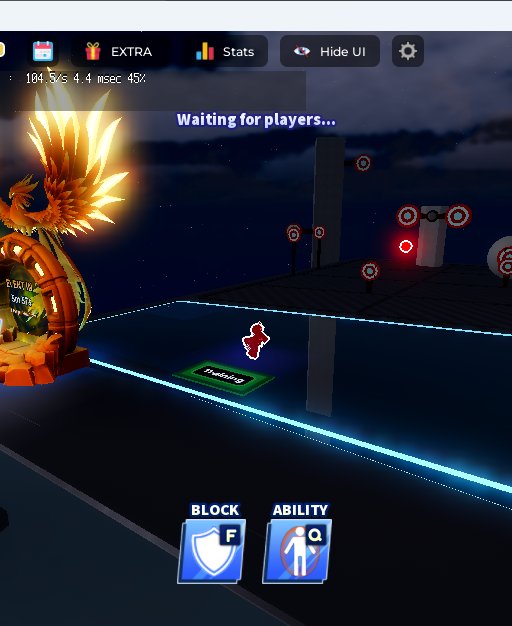 EXTRA
Stats
Hide UI
: 104.5/s 4.4 msec 45%
Waiting for players...
Training
BLOCK
ABILITY
F
Q